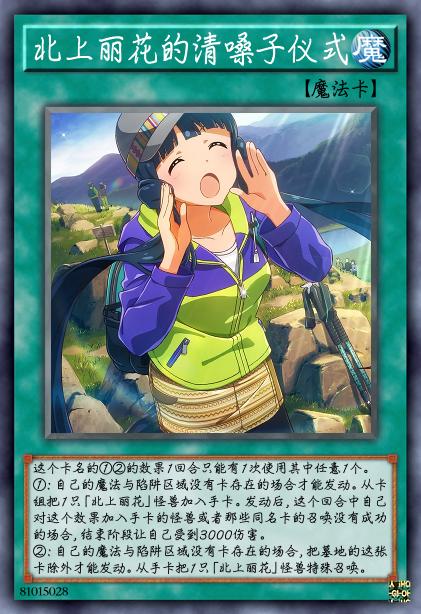 北上丽花的清嗓子仪式魔
【魔法卡】
这个卡名的①②的效果1回合只能有1次使用其中任意1个。
①：自己的魔法与陷阱区域没有卡存在的场合才能发动。从卡
组把1只「北上丽花」怪兽加入手卡。发动后，这个回合中自己
对这个效果加入手卡的怪兽或者那些同名卡的召唤没有成功
的场合，结束阶段让自己受到3000伤害。
②：自己的魔法与陷阱区域没有卡存在的场合，把墓地的这张
卡除外才能发动。从手卡把1只「北上丽花」怪兽特殊召唤。
81015028